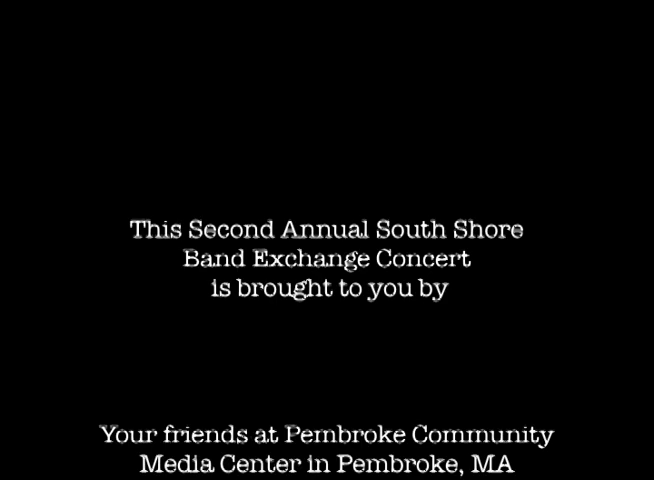 This Second Annual South Shore
Band Exchange Concert
is brought to you by
Your friends at Pembroke Community
Media Center in Pembroke, MA